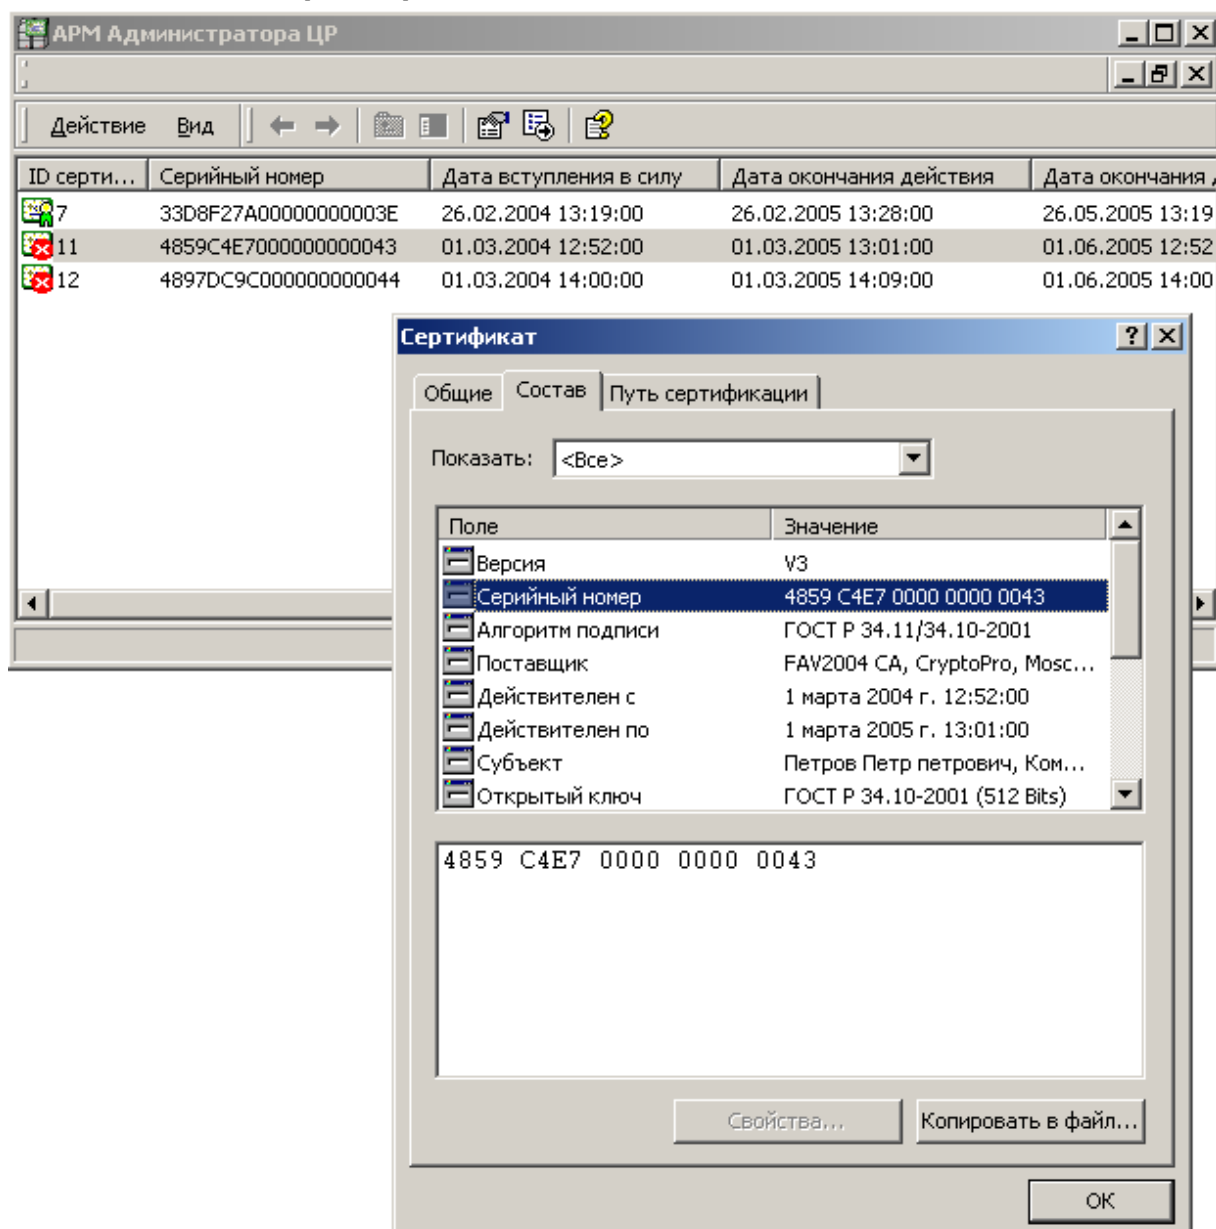 АРМ Администратора ЦР
Действие Вид
ID серти... Серийный номер Дата вступления в силу Дата окончания действия Дата окончания
7 33D8F27A00000000003E 26.02.2004 13:19:00 26.02.2005 13:28:00 26.05.2005 13:19
11 4859C4E7000000000043 01.03.2004 12:52:00 01.03.2005 13:01:00 01.06.2005 12:52
12 4897DC9C000000000044 01.03.2004 14:00:00 01.03.2005 14:09:00 01.06.2005 14:00
Сертификат
Общие Состав Путь сертификации
Показать: <Все>
Поле Значение
Версия V3
Серийный номер 4859 C4E7 0000 0000 0043
Алгоритм подписи ГОСТ Р 34.11/34.10-2001
Поставщик FAV2004 CA, CryptoPro, Mosc...
Действителен с 1 марта 2004 г. 12:52:00
Действителен по 1 марта 2005 г. 13:01:00
Субъект Петров Петр петрович, Ком...
Открытый ключ ГОСТ Р 34.10-2001 (512 Bits)
4859 C4E7 0000 0000 0043
Свойства... Копировать в файл...
ОК